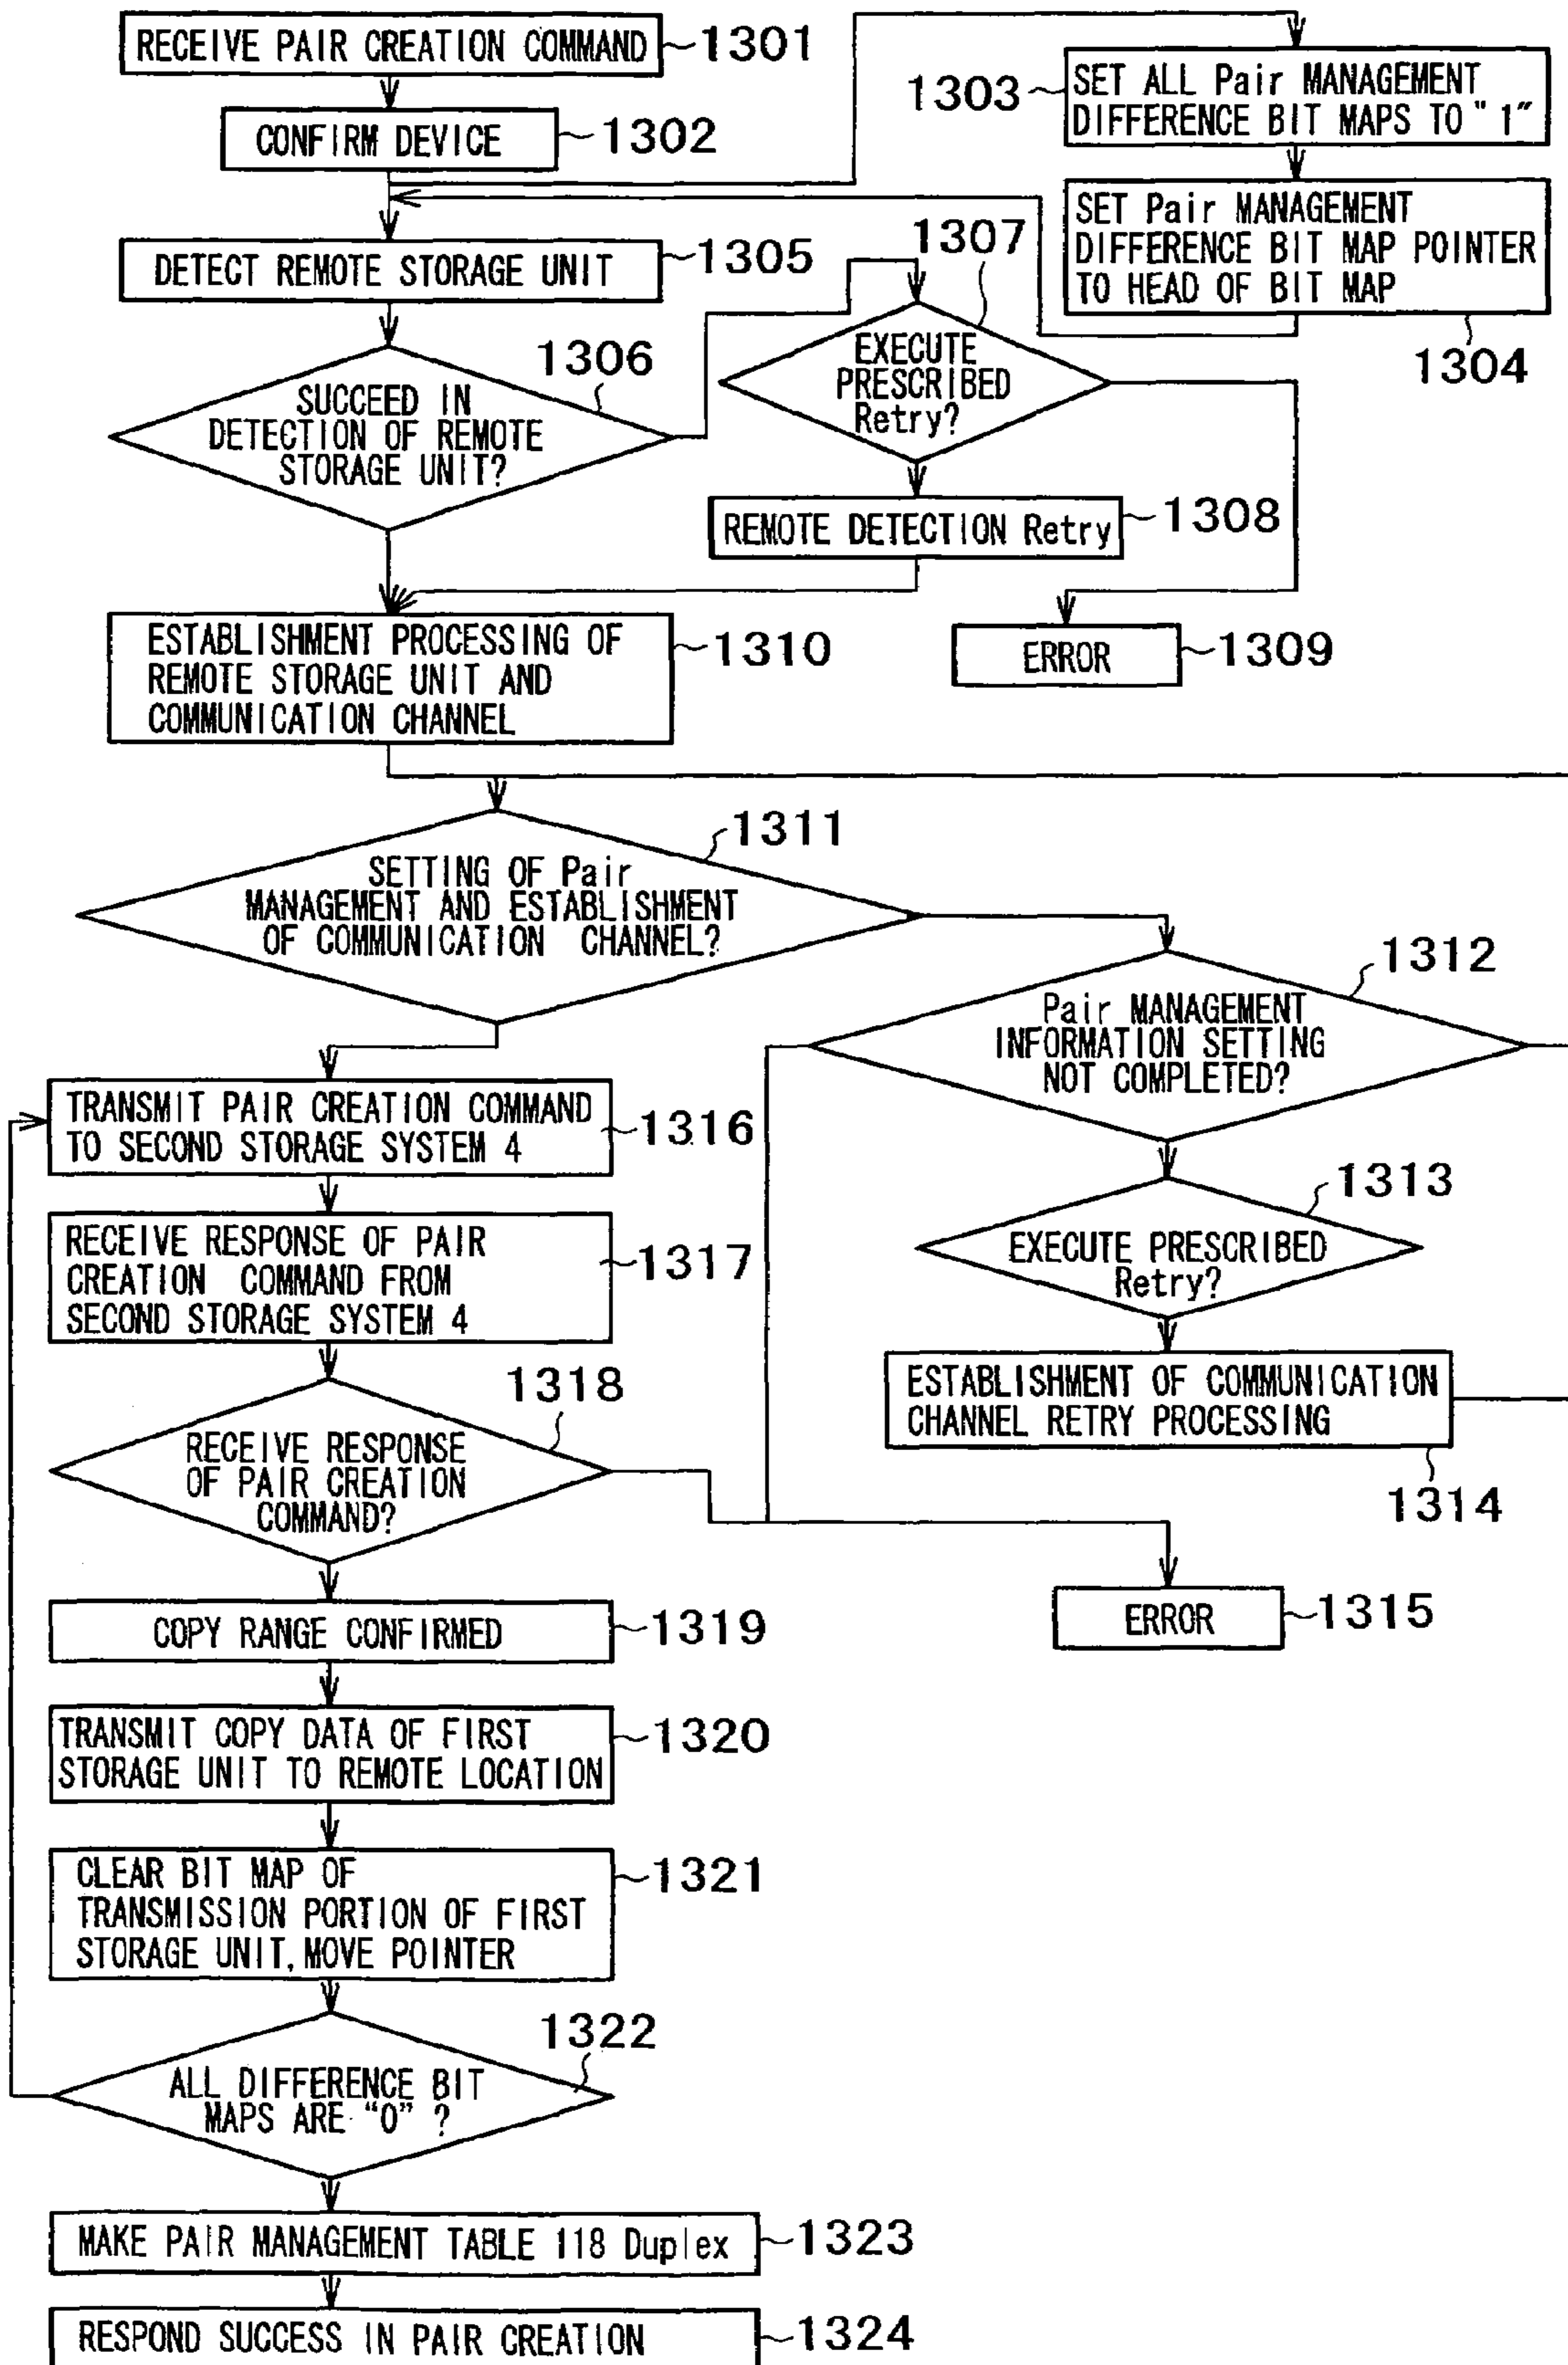 RECEIVE PAIR CREATION COMMAND
1301
CONFIRM DEVICE
1302
1303
SET ALL Pair MANAGEMENT
DIFFERENCE BIT MAPS TO "1"
SET Pair MANAGEMENT
DIFFERENCE BIT MAP POINTER
TO HEAD OF BIT MAP
1304
DETECT REMOTE STORAGE UNIT
1305
1306
SUCCEED IN
DETECTION OF REMOTE
STORAGE UNIT?
1307
EXECUTE
PRESCRIBED
Retry?
REMOTE DETECTION Retry
1308
ERROR
1309
ESTABLISHMENT PROCESSING OF
REMOTE STORAGE UNIT AND
COMMUNICATION CHANNEL
1310
1311
SETTING OF Pair
MANAGEMENT AND ESTABLISHMENT
OF COMMUNICATION CHANNEL?
1312
Pair MANAGEMENT
INFORMATION SETTING
NOT COMPLETED?
1313
EXECUTE PRESCRIBED
Retry?
ESTABLISHMENT OF COMMUNICATION
CHANNEL RETRY PROCESSING
1314
ERROR
1315
TRANSMIT PAIR CREATION COMMAND
TO SECOND STORAGE SYSTEM 4
1316
RECEIVE RESPONSE OF PAIR
CREATION COMMAND FROM
SECOND STORAGE SYSTEM 4
1317
1318
RECEIVE RESPONSE
OF PAIR CREATION
COMMAND?
COPY RANGE CONFIRMED
1319
TRANSMIT COPY DATA OF FIRST
STORAGE UNIT TO REMOTE LOCATION
1320
CLEAR BIT MAP OF
TRANSMISSION PORTION OF FIRST
STORAGE UNIT, MOVE POINTER
1321
1322
ALL DIFFERENCE BIT
MAPS ARE "0" ?
MAKE PAIR MANAGEMENT TABLE 118 Duplex
1323
RESPOND SUCCESS IN PAIR CREATION
1324